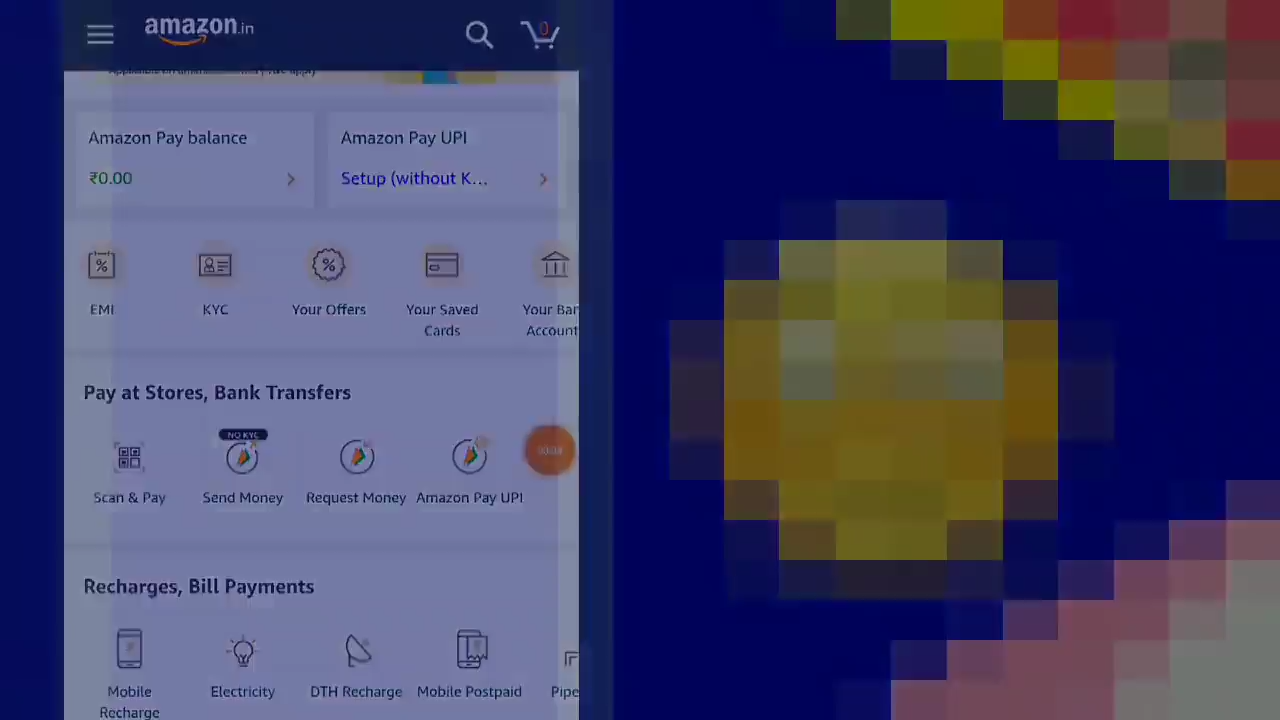 amazon.in
0
Amazon Pay balance
₹0.00
Amazon Pay UPI
Setup (without K...
EMI
KYC
Your Offers
Your Saved
Cards
Your Ban
Account
Pay at Stores, Bank Transfers
NO KYC
Scan & Pay
Send Money
Request Money
Amazon Pay UPI
Recharges, Bill Payments
Mobile
Recharge
Electricity
DTH Recharge
Mobile Postpaid
Pipe